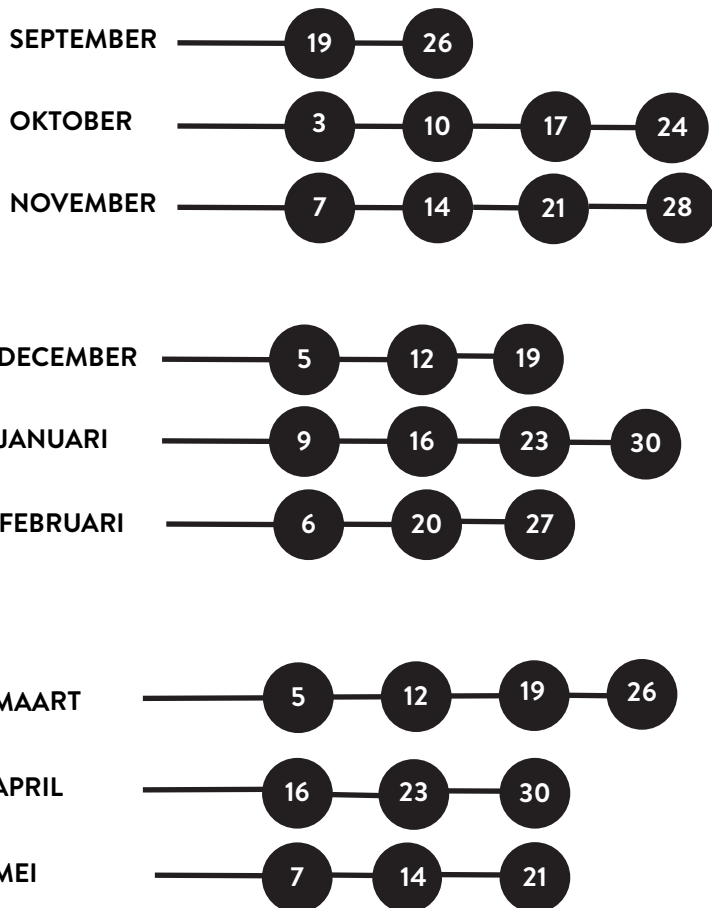 SEPTEMBER 19 26
OKTOBER 3 10 17 24
NOVEMBER 7 14 21 28
DECEMBER 5 12 19
JANUARI 9 16 23 30
FEBRUARI 6 20 27
MAART 5 12 19 26
APRIL 16 23 30
MEI 7 14 21